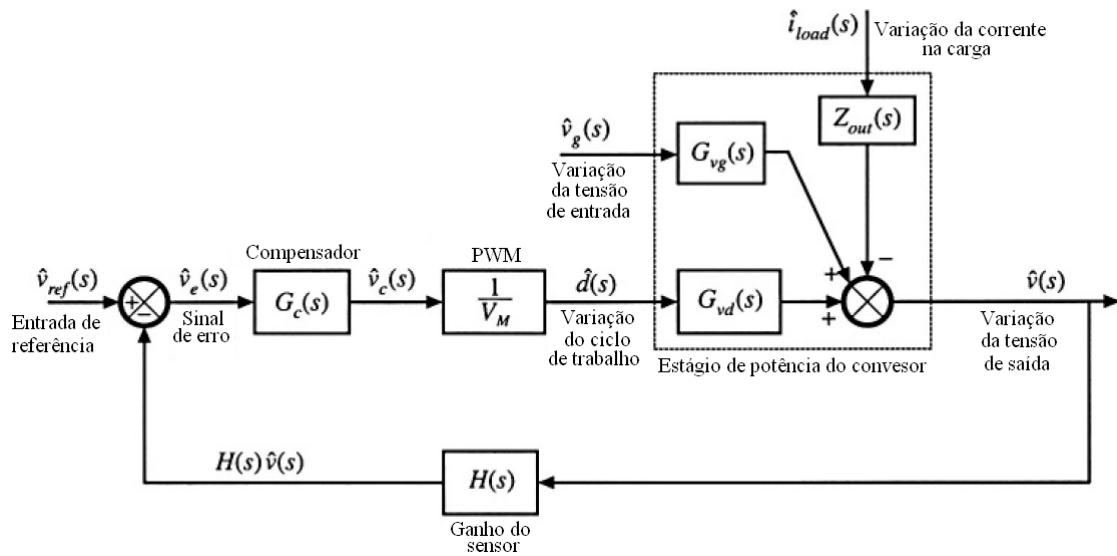 î_load(s)
Variação da corrente
na carga
Z_out(s)
v̂_g(s)
Variação
da tensão
de entrada
G_vg(s)
−
+
+
v̂_ref(s)
Entrada de
referência
+
−
v̂_e(s)
Sinal
de erro
Compensador
G_c(s)
v̂_c(s)
PWM
1
V_M
d̂(s)
Variação
do ciclo
de trabalho
G_vd(s)
Estágio de potência do convesor
v̂(s)
Variação
da tensão
de saída
H(s)v̂(s)
H(s)
Ganho do
sensor